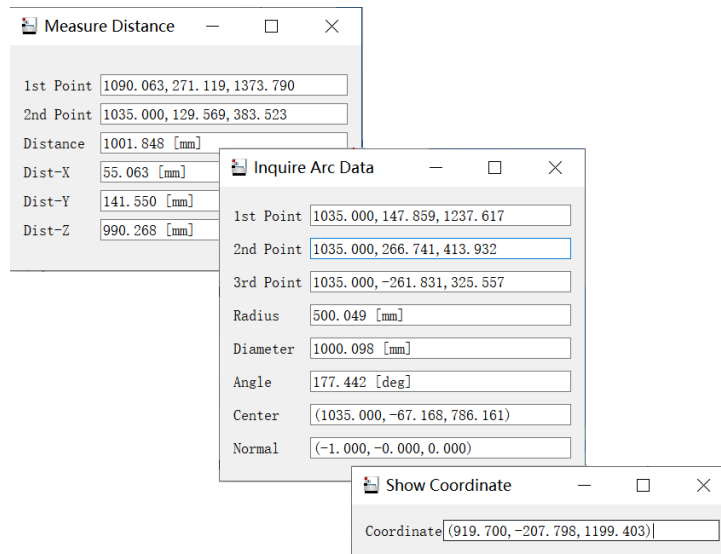 Measure Distance
1st Point 1090.063,271.119,1373.790
2nd Point 1035.000,129.569,383.523
Distance 1001.848 [mm]
Dist-X 55.063 [mm]
Dist-Y 141.550 [mm]
Dist-Z 990.268 [mm]
Inquire Arc Data
1st Point 1035.000,147.859,1237.617
2nd Point 1035.000,266.741,413.932
3rd Point 1035.000,-261.831,325.557
Radius 500.049 [mm]
Diameter 1000.098 [mm]
Angle 177.442 [deg]
Center (1035.000,-67.168,786.161)
Normal (-1.000,-0.000,0.000)
Show Coordinate
Coordinate (919.700,-207.798,1199.403)